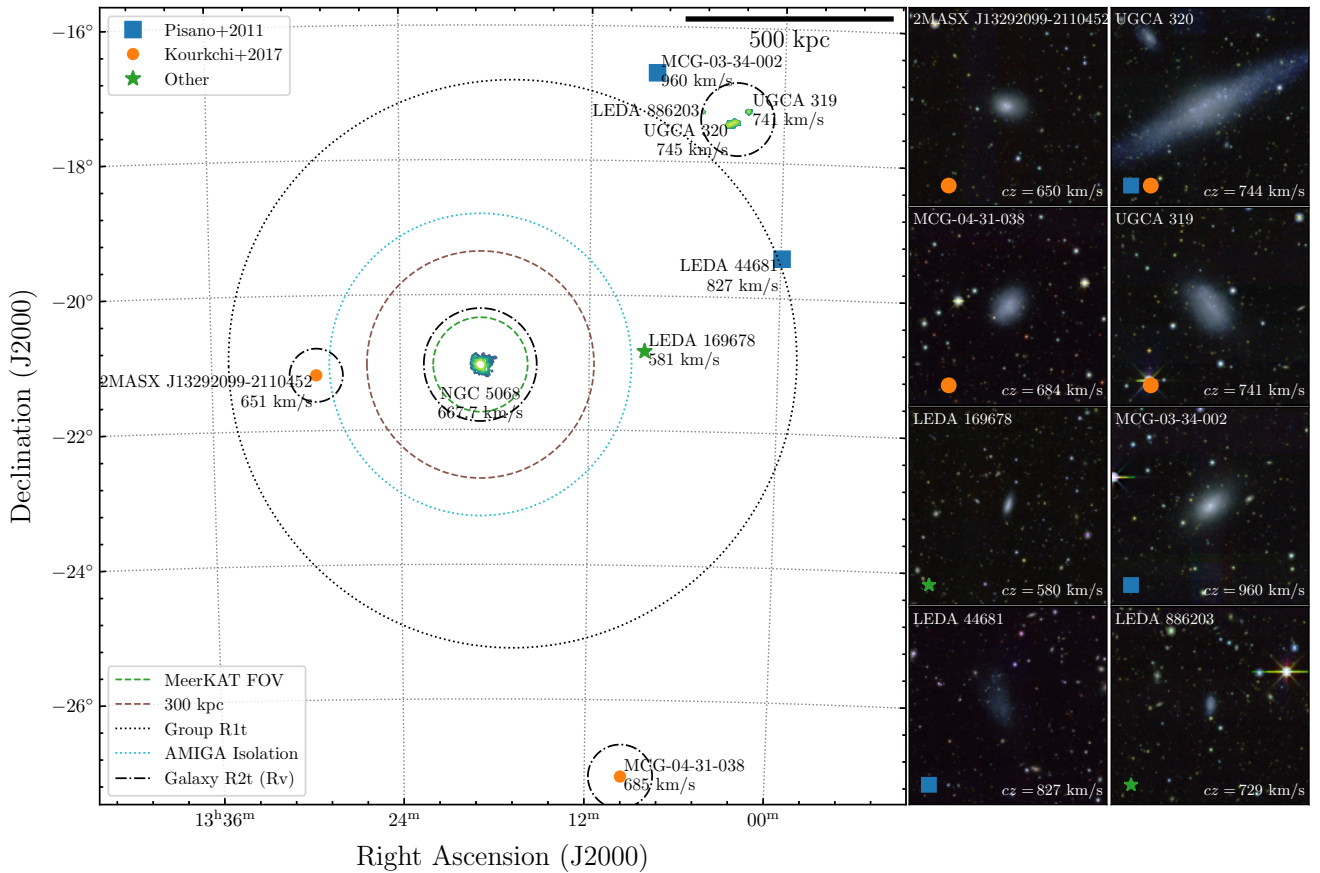 Pisano+2011
Kourkchi+2017
Other
500 kpc
MCG-03-34-002
960 km/s
LEDA 886203
UGCA 319
741 km/s
UGCA 320
745 km/s
LEDA 44681
827 km/s
LEDA 169678
581 km/s
2MASX J13292099-2110452
651 km/s
NGC 5068
667.7 km/s
MCG-04-31-038
685 km/s
MeerKAT FOV
300 kpc
Group R1t
AMIGA Isolation
Galaxy R2t (Rv)
−16°
−18°
−20°
−22°
−24°
−26°
Declination (J2000)
13ʰ36ᵐ
24ᵐ
12ᵐ
00ᵐ
Right Ascension (J2000)
2MASX J13292099-2110452
cz = 650 km/s
UGCA 320
cz = 744 km/s
MCG-04-31-038
cz = 684 km/s
UGCA 319
cz = 741 km/s
LEDA 169678
cz = 580 km/s
MCG-03-34-002
cz = 960 km/s
LEDA 44681
cz = 827 km/s
LEDA 886203
cz = 729 km/s